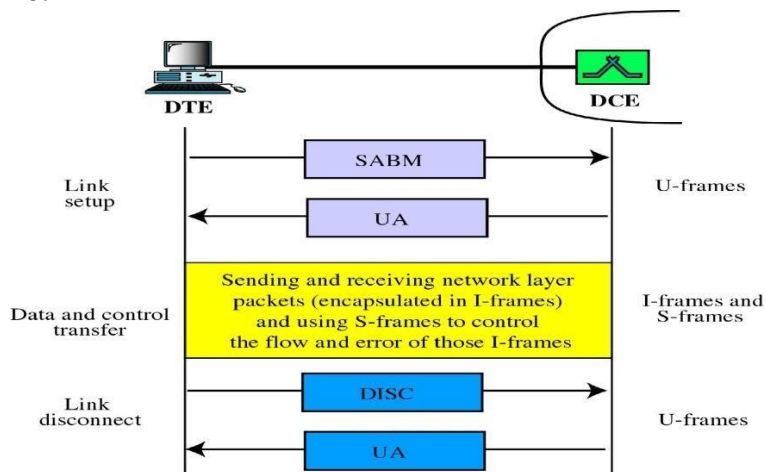 DTE
DCE
SABM
Link
setup
U-frames
UA
Sending and receiving network layer
packets (encapsulated in I-frames)
and using S-frames to control
the flow and error of those I-frames
Data and control
transfer
I-frames and
S-frames
DISC
Link
disconnect
U-frames
UA